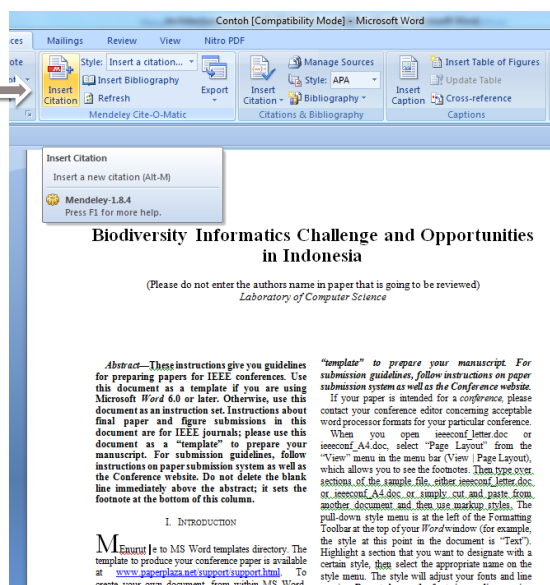 Contoh [Compatibility Mode] - Microsoft Word
ces Mailings Review View Nitro PDF
ote
Insert Citation
Style: Insert a citation...
Insert Bibliography
Refresh
Export
Mendeley Cite-O-Matic
Insert Citation
Manage Sources
Style: APA
Bibliography
Citations & Bibliography
Insert Caption
Insert Table of Figures
Update Table
Cross-reference
Captions
Insert Citation
Insert a new citation (Alt-M)
Mendeley-1.8.4
Press F1 for more help.
Biodiversity Informatics Challenge and Opportunities
in Indonesia
(Please do not enter the authors name in paper that is going to be reviewed)
Laboratory of Computer Science
Abstract—These instructions give you guidelines
for preparing papers for IEEE conferences. Use
this document as a template if you are using
Microsoft Word 6.0 or later. Otherwise, use this
document as an instruction set. Instructions about
final paper and figure submissions in this
document are for IEEE journals; please use this
document as a “template” to prepare your
manuscript. For submission guidelines, follow
instructions on paper submission system as well as
the Conference website. Do not delete the blank
line immediately above the abstract; it sets the
footnote at the bottom of this column.
I. INTRODUCTION
MEnurut e to MS Word templates directory. The
template to produce your conference paper is available
at www.paperplaza.net/support/support.html. To
create your own document from within MS Word
“template” to prepare your manuscript. For
submission guidelines, follow instructions on paper
submission system as well as the Conference website.
If your paper is intended for a conference, please
contact your conference editor concerning acceptable
word processor formats for your particular conference.
When you open ieeeconf_letter.doc or
ieeeconf_A4.doc, select “Page Layout” from the
“View” menu in the menu bar (View | Page Layout),
which allows you to see the footnotes. Then type over
sections of the sample file, either ieeeconf_letter.doc
or ieeeconf_A4.doc or simply cut and paste from
another document and then use markup styles. The
pull-down style menu is at the left of the Formatting
Toolbar at the top of your Word window (for example,
the style at this point in the document is “Text”).
Highlight a section that you want to designate with a
certain style, then select the appropriate name on the
style menu. The style will adjust your fonts and line